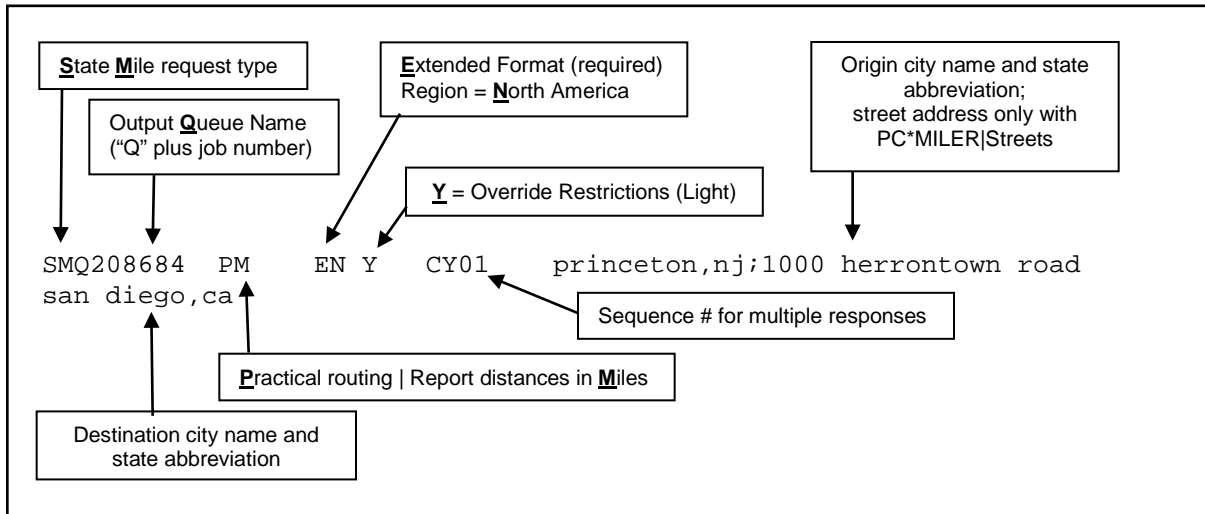 State Mile request type
Output Queue Name
(“Q” plus job number)
Extended Format (required)
Region = North America
Origin city name and state
abbreviation;
street address only with
PC*MILER|Streets
Y = Override Restrictions (Light)
SMQ208684  PM     EN Y   CY01    princeton,nj;1000 herrontown road
san diego,ca
Sequence # for multiple responses
Practical routing | Report distances in Miles
Destination city name and
state abbreviation